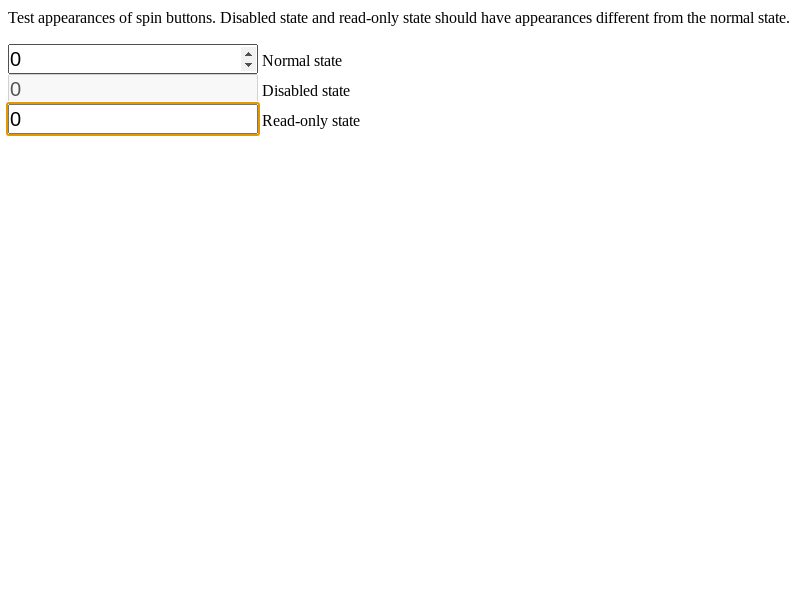 Test appearances of spin buttons. Disabled state and read-only state should have appearances different from the normal state.
0 Normal state
0 Disabled state
0 Read-only state